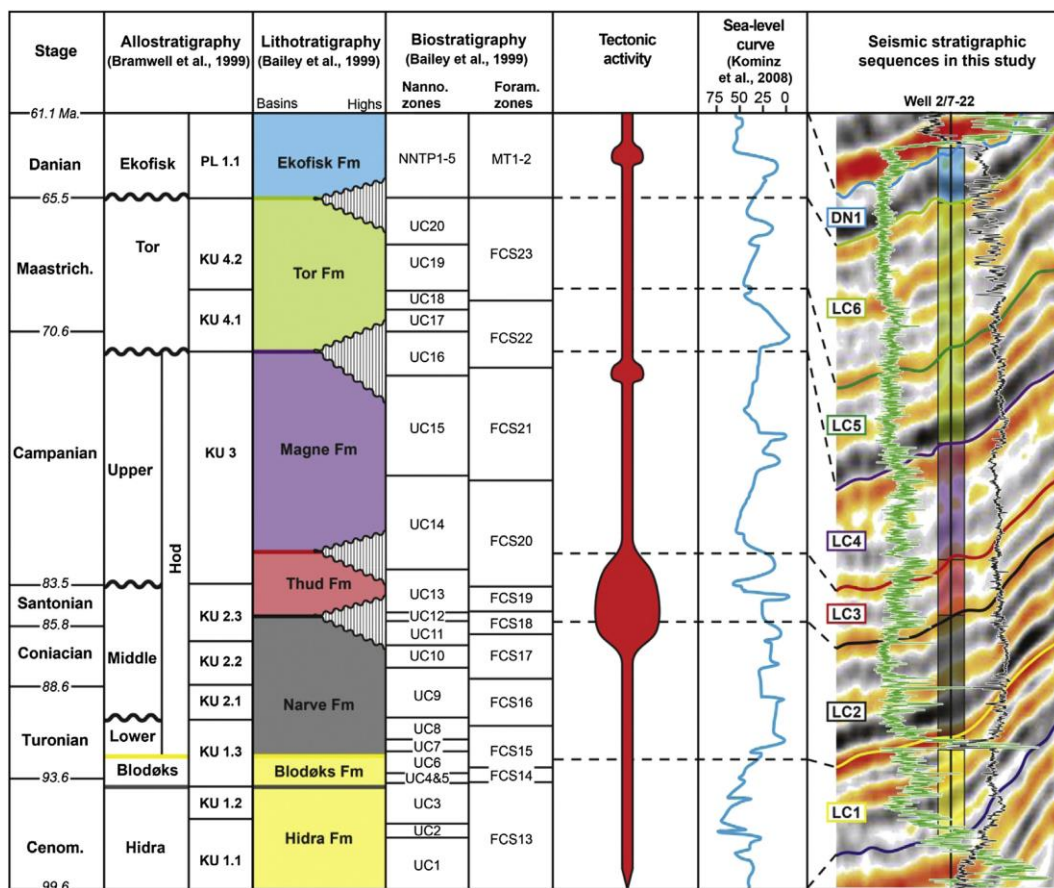 Stage
Allostratigraphy
(Bramwell et al., 1999)
Lithotratigraphy
(Bailey et al., 1999)
Basins Highs
Biostratigraphy
(Bailey et al., 1999)
Nanno. zones
Foram. zones
Tectonic
activity
Sea-level
curve
(Kominz
et al., 2008)
75 50 25 0
Seismic stratigraphic
sequences in this study
Well 2/7-22
61.1 Ma.
Danian
65.5
Maastrich.
70.6
Campanian
83.5
Santonian
85.8
Coniacian
88.6
Turonian
93.6
Cenom.
99.6
Ekofisk
Tor
Upper
Middle
Lower
Hod
Blodøks
Hidra
PL 1.1
KU 4.2
KU 4.1
KU 3
KU 2.3
KU 2.2
KU 2.1
KU 1.3
KU 1.2
KU 1.1
Ekofisk Fm
Tor Fm
Magne Fm
Thud Fm
Narve Fm
Blodøks Fm
Hidra Fm
NNTP1-5
UC20
UC19
UC18
UC17
UC16
UC15
UC14
UC13
UC12
UC11
UC10
UC9
UC8
UC7
UC6
UC4&5
UC3
UC2
UC1
MT1-2
FCS23
FCS22
FCS21
FCS20
FCS19
FCS18
FCS17
FCS16
FCS15
FCS14
FCS13
DN1
LC6
LC5
LC4
LC3
LC2
LC1